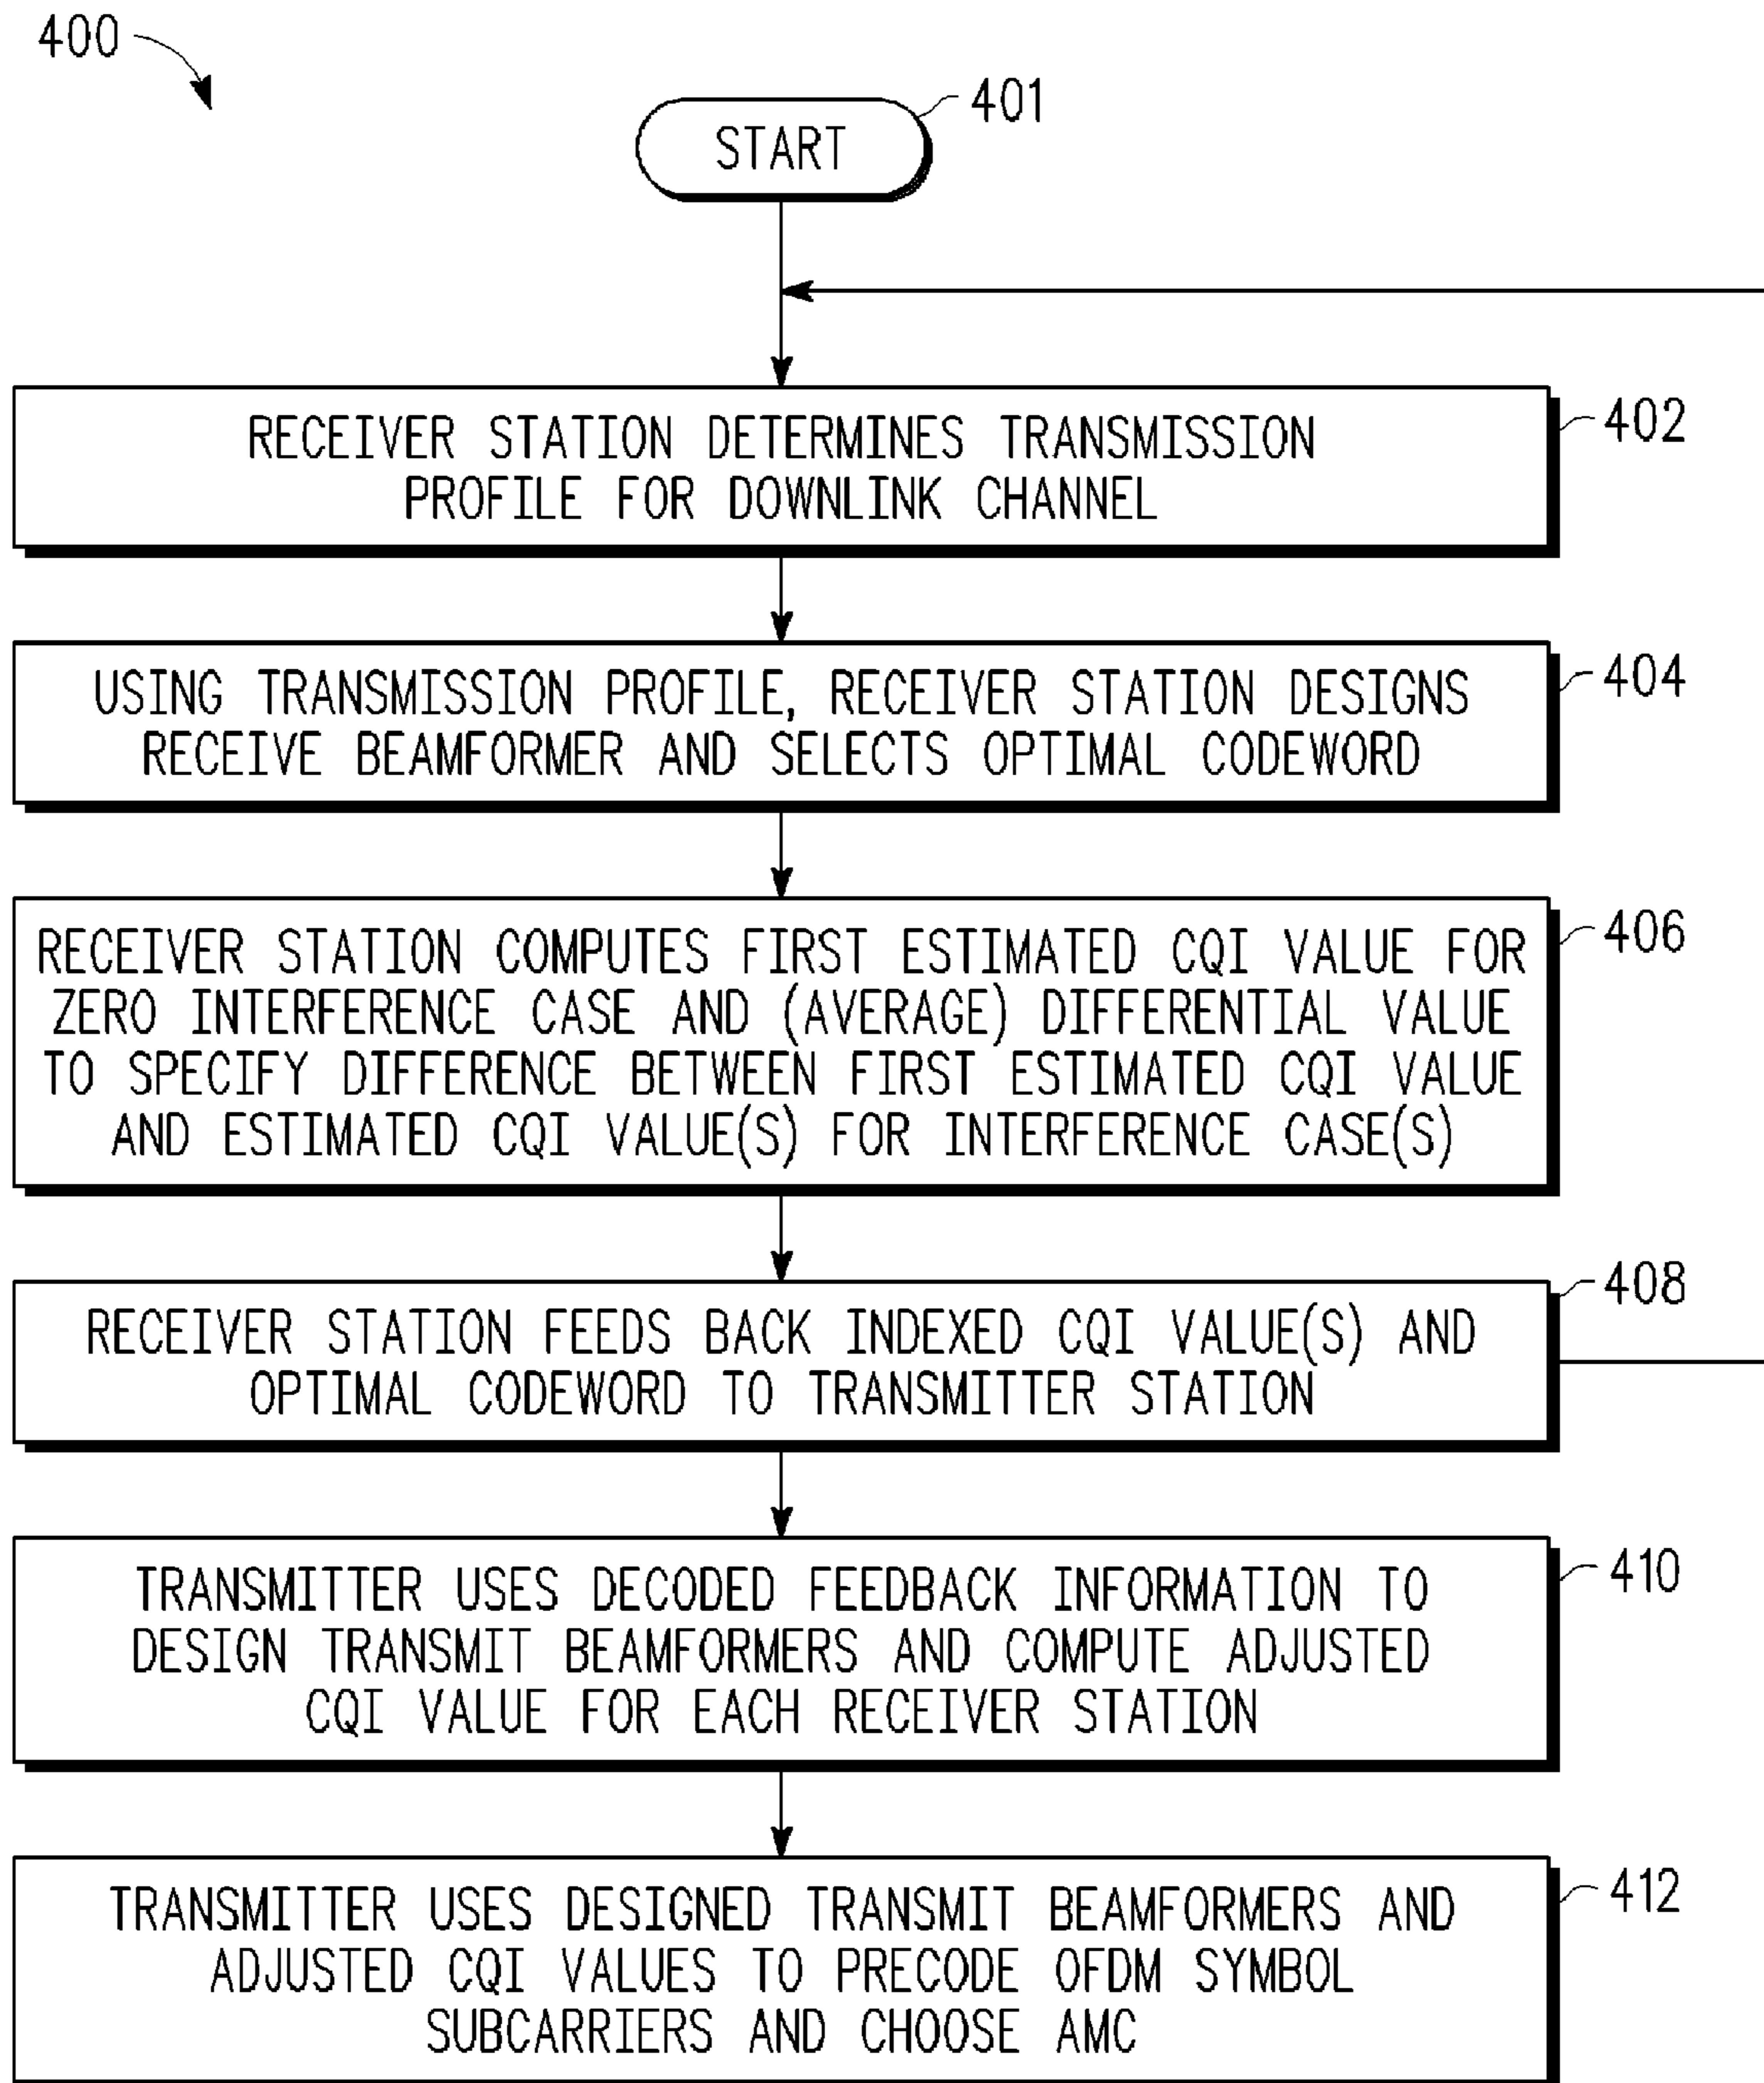 400
START
401
RECEIVER STATION DETERMINES TRANSMISSION
PROFILE FOR DOWNLINK CHANNEL
402
USING TRANSMISSION PROFILE, RECEIVER STATION DESIGNS
RECEIVE BEAMFORMER AND SELECTS OPTIMAL CODEWORD
404
RECEIVER STATION COMPUTES FIRST ESTIMATED CQI VALUE FOR
ZERO INTERFERENCE CASE AND (AVERAGE) DIFFERENTIAL VALUE
TO SPECIFY DIFFERENCE BETWEEN FIRST ESTIMATED CQI VALUE
AND ESTIMATED CQI VALUE(S) FOR INTERFERENCE CASE(S)
406
RECEIVER STATION FEEDS BACK INDEXED CQI VALUE(S) AND
OPTIMAL CODEWORD TO TRANSMITTER STATION
408
TRANSMITTER USES DECODED FEEDBACK INFORMATION TO
DESIGN TRANSMIT BEAMFORMERS AND COMPUTE ADJUSTED
CQI VALUE FOR EACH RECEIVER STATION
410
TRANSMITTER USES DESIGNED TRANSMIT BEAMFORMERS AND
ADJUSTED CQI VALUES TO PRECODE OFDM SYMBOL
SUBCARRIERS AND CHOOSE AMC
412